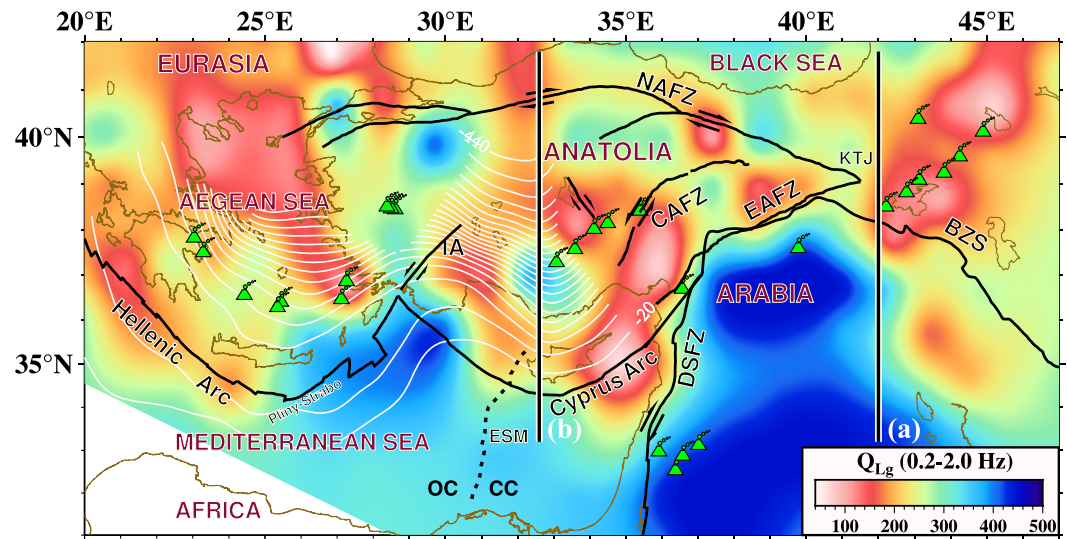 20°E 25°E 30°E 35°E 40°E 45°E
EURASIA
BLACK SEA
NAFZ
40°N
-440
ANATOLIA
KTJ
AEGEAN SEA
CAFZ
EAFZ
BZS
IA
ARABIA
-20
Hellenic Arc
35°N
DSFZ
Cyprus Arc
Pliny-Strabo
MEDITERRANEAN SEA
ESM
(b)
(a)
OC CC
AFRICA
QLg (0.2-2.0 Hz)
100 200 300 400 500